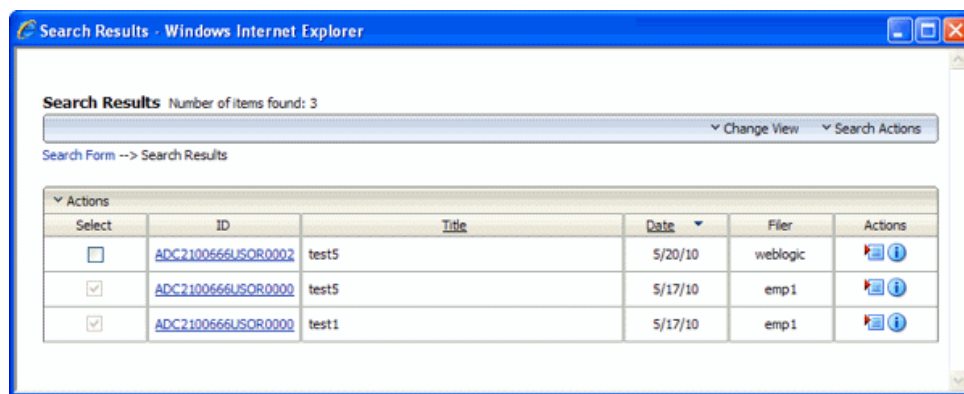 Search Results - Windows Internet Explorer
Search Results Number of items found: 3
Change View Search Actions
Search Form --> Search Results
Actions
Select ID Title Date Filer Actions
ADC2100666USOR0002 test5 5/20/10 weblogic
ADC2100666USOR0000 test5 5/17/10 emp1
ADC2100666USOR0000 test1 5/17/10 emp1